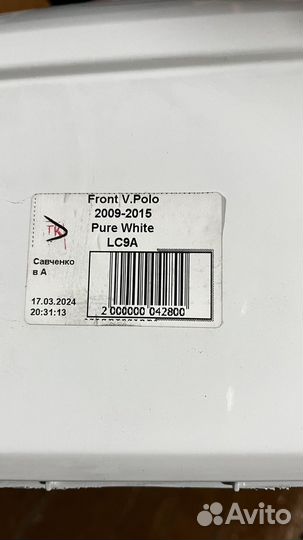 Front V.Polo
2009-2015
Pure White
LC9A
ТК
Савченко
в А
17.03.2024
20:31:13
2 000000 042800
Avito